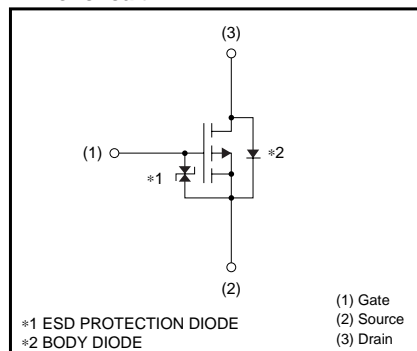 (3)
(1)
*2
*1
(2)
*1 ESD PROTECTION DIODE
*2 BODY DIODE
(1) Gate
(2) Source
(3) Drain